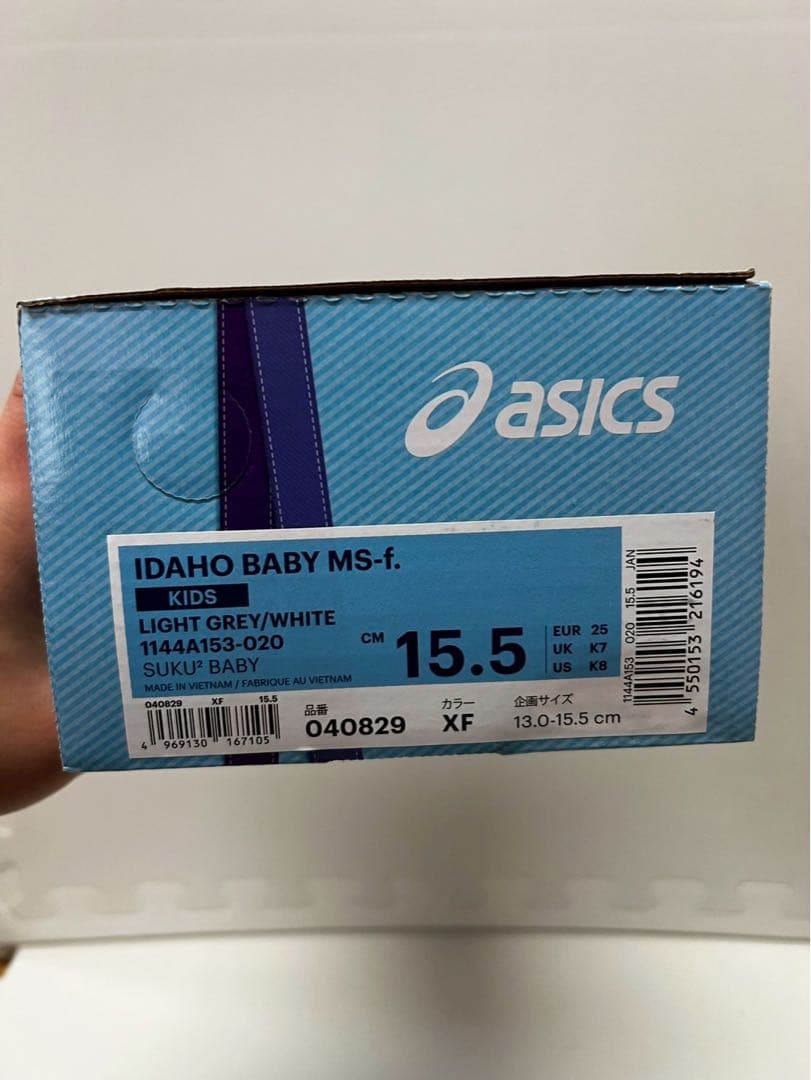 asics
IDAHO BABY MS-f.
KIDS
LIGHT GREY/WHITE
1144A153-020
SUKU² BABY
MADE IN VIETNAM / FABRIQUE AU VIETNAM
CM 15.5
EUR 25
UK K7
US K8
040829 XF 15.5
4 969130 167105
品番
040829
カラー
XF
企画サイズ
13.0-15.5 cm
1144A153 020 15.5 JAN
4 550153 216194